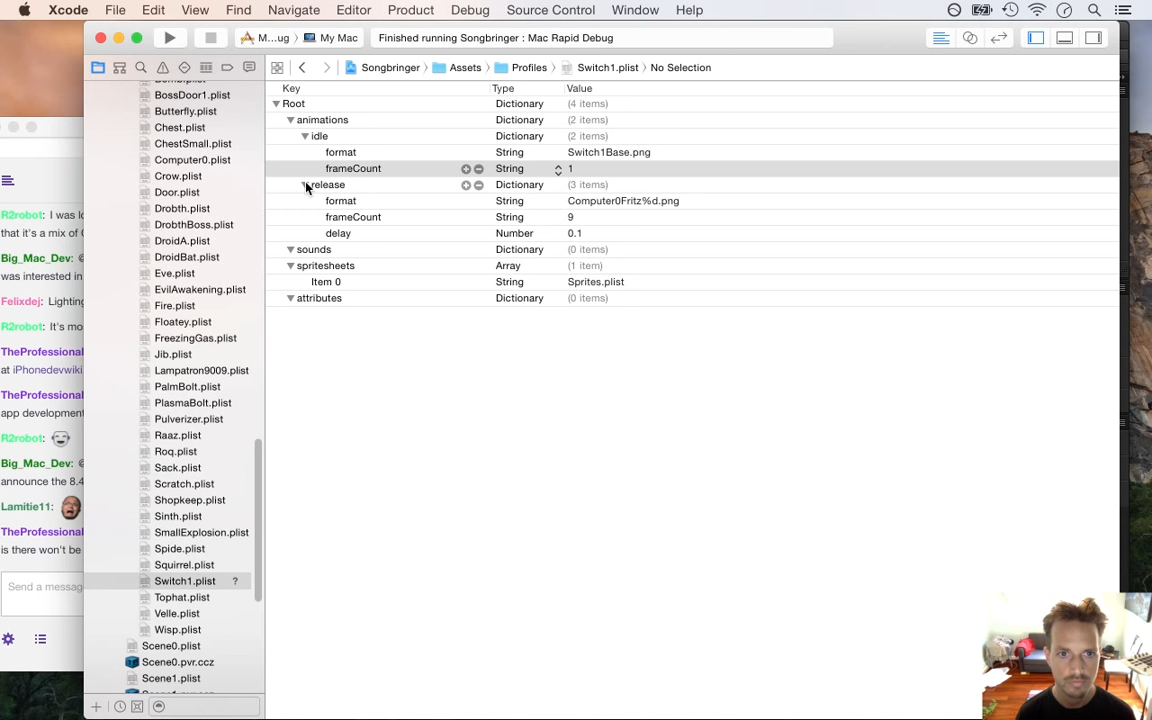 Xcode File Edit View Find Navigate Editor Product Debug Source Control Window Help
M...ug My Mac Finished running Songbringer : Mac Rapid Debug
Songbringer Assets Profiles Switch1.plist No Selection
BossDoor1.plist
Butterfly.plist
Chest.plist
ChestSmall.plist
Computer0.plist
Crow.plist
Door.plist
Drobth.plist
DrobthBoss.plist
DroidA.plist
DroidBat.plist
Eve.plist
EvilAwakening.plist
Fire.plist
Floatey.plist
FreezingGas.plist
Jib.plist
Lampatron9009.plist
PalmBolt.plist
PlasmaBolt.plist
Pulverizer.plist
Raaz.plist
Roq.plist
Sack.plist
Scratch.plist
Shopkeep.plist
Sinth.plist
SmallExplosion.plist
Spide.plist
Squirrel.plist
Switch1.plist ?
Tophat.plist
Velle.plist
Wisp.plist
Scene0.plist
Scene0.pvr.ccz
Scene1.plist
Key Type Value
Root Dictionary (4 items)
animations Dictionary (2 items)
idle Dictionary (2 items)
format String Switch1Base.png
frameCount String 1
release Dictionary (3 items)
format String Computer0Fritz%d.png
frameCount String 9
delay Number 0.1
sounds Dictionary (0 items)
spritesheets Array (1 item)
Item 0 String Sprites.plist
attributes Dictionary (0 items)
R2robot: I was lo
that it's a mix of C
Big_Mac_Dev: @
was interested in
Felixdej: Lighting
R2robot: It's mo
TheProfessional
at iPhonedevwiki
TheProfessional
app development
R2robot:
Big_Mac_Dev: @
announce the 8.4
Lamitie11:
TheProfessional
is there won't be
Send a messag